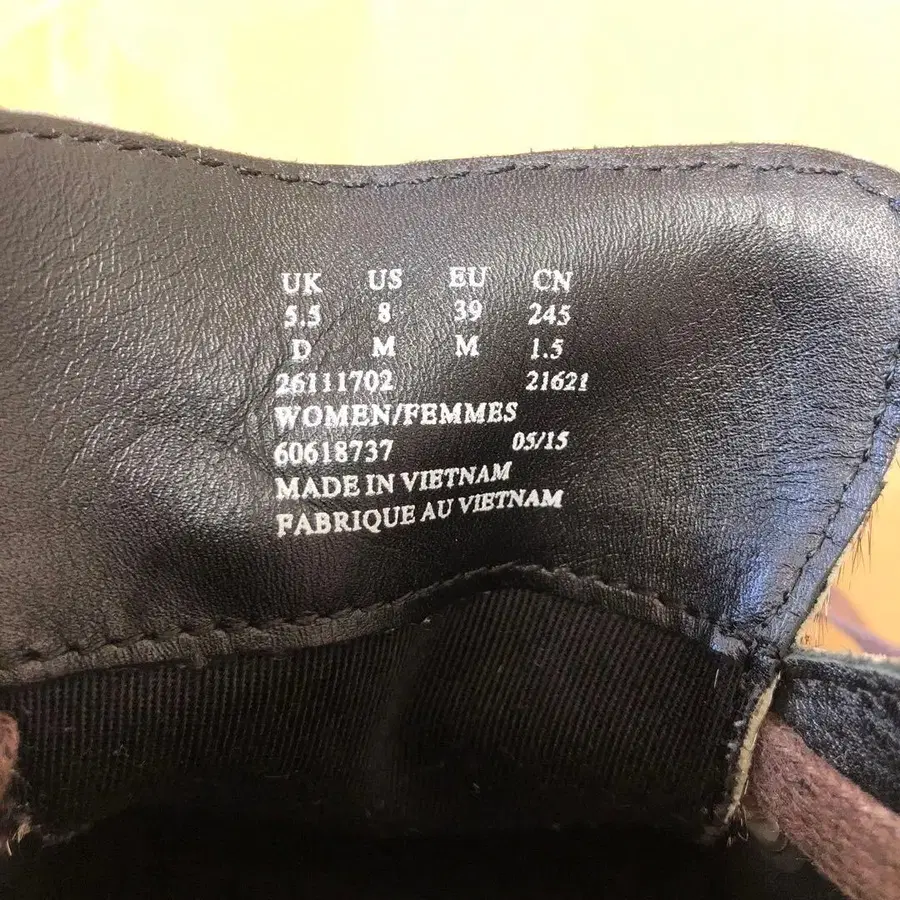 UK US EU CN
5.5 8 39 245
D M M 1.5
26111702 21621
WOMEN/FEMMES
60618737 05/15
MADE IN VIETNAM
FABRIQUE AU VIETNAM